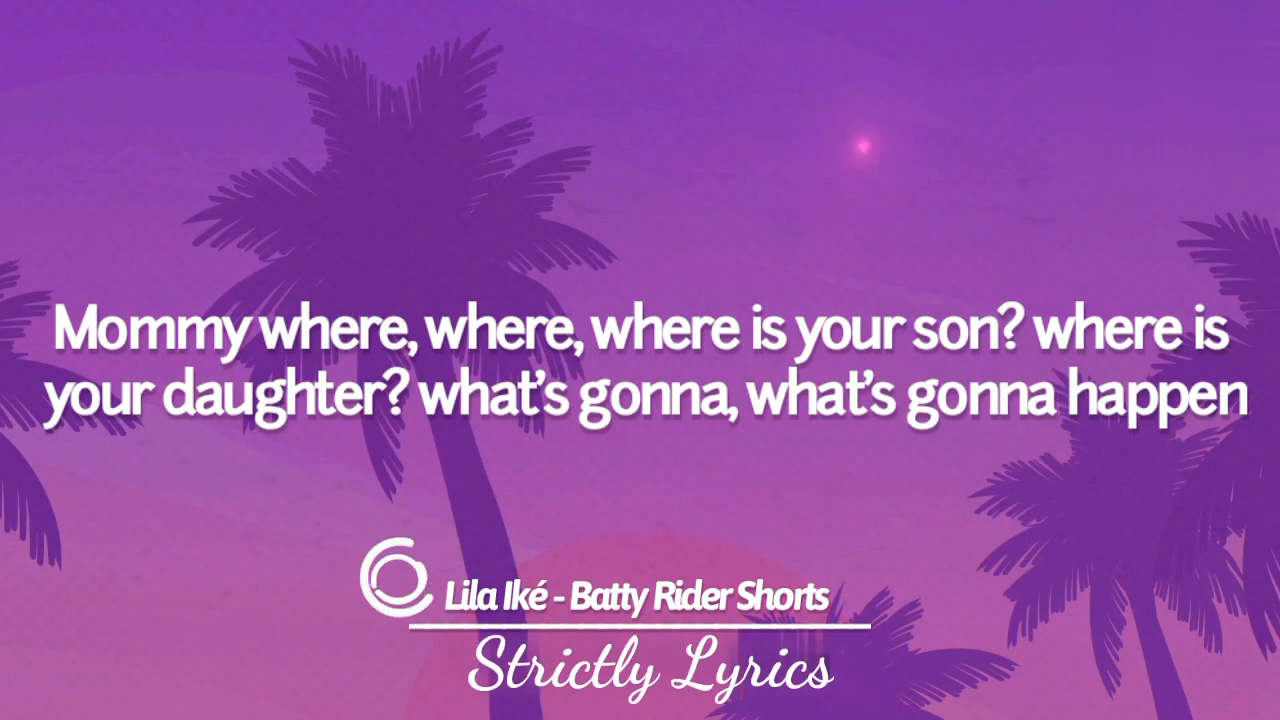 Mommy where, where, where is your son? where is
your daughter? what's gonna, what's gonna happen
Lila Iké - Batty Rider Shorts
Strictly Lyrics